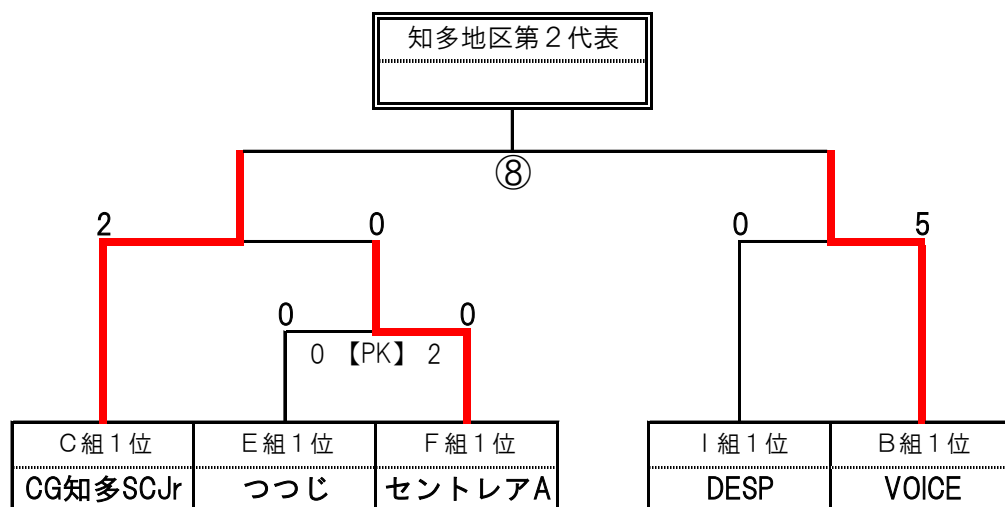 知多地区第２代表
⑧
2 0 0 5
0 0
0 【PK】 2
Ｃ組１位 Ｅ組１位 Ｆ組１位 Ｉ組１位 Ｂ組１位
CG知多SCJr つつじ セントレアA DESP VOICE